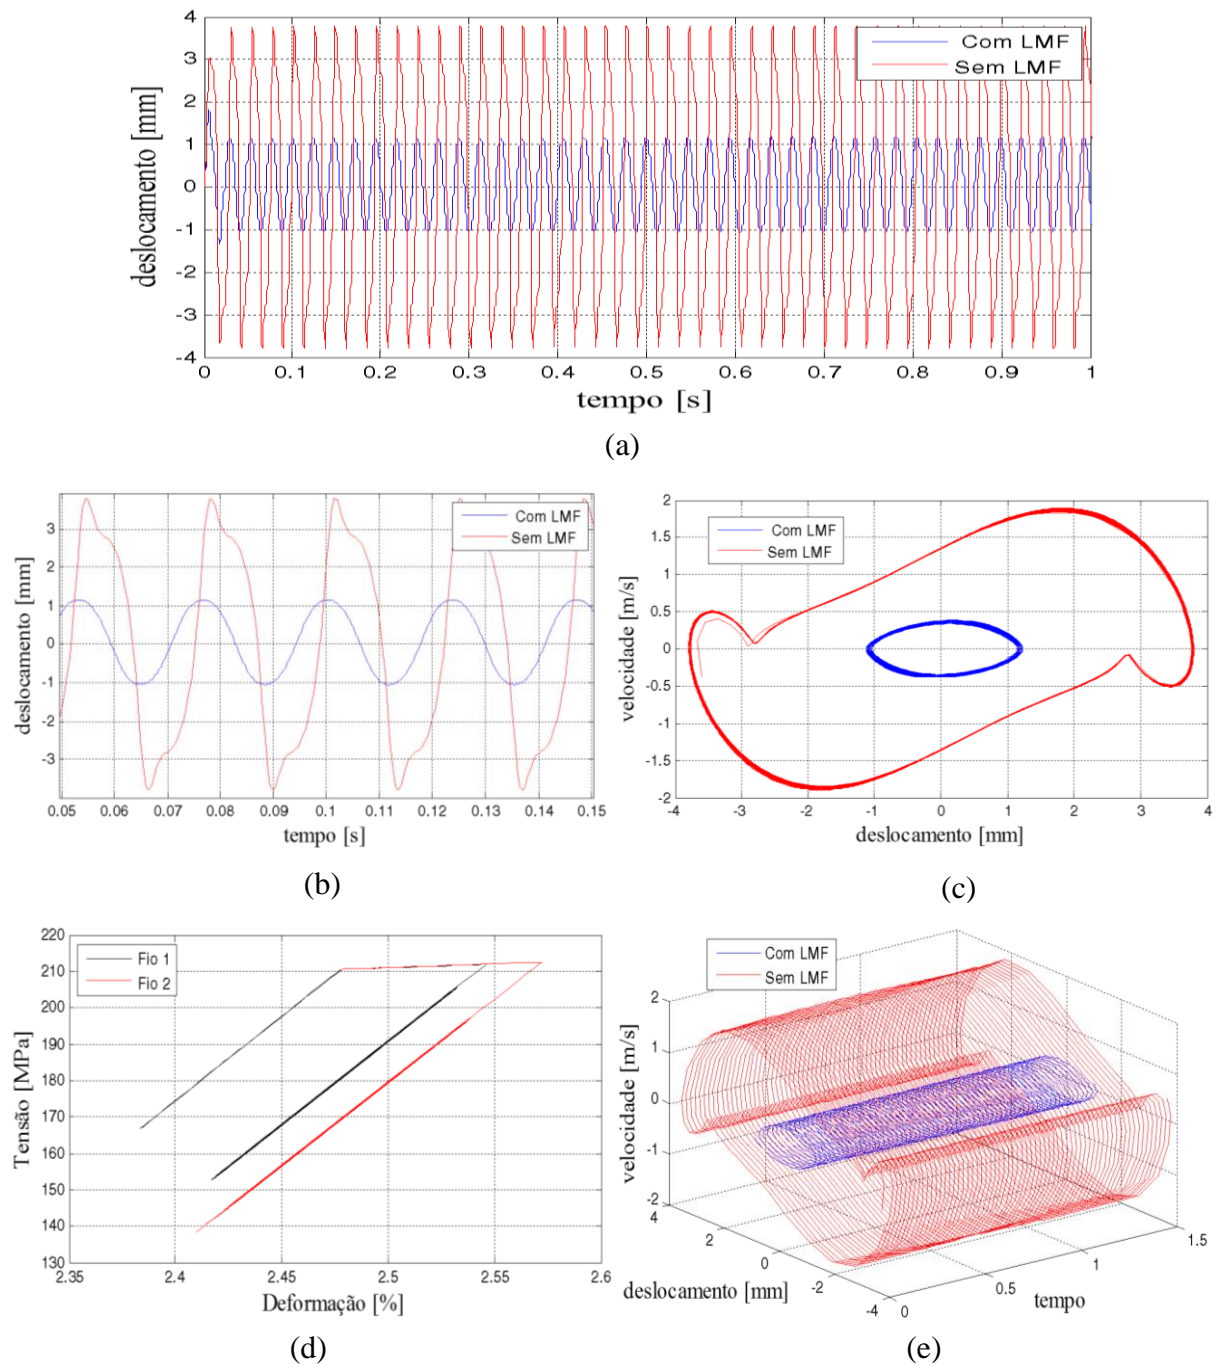 4
3
2
1
0
-1
-2
-3
-4
deslocamento [mm]
Com LMF
Sem LMF
0 0.1 0.2 0.3 0.4 0.5 0.6 0.7 0.8 0.9 1
tempo [s]
(a)
3
2
1
0
-1
-2
-3
deslocamento [mm]
Com LMF
Sem LMF
0.05 0.06 0.07 0.08 0.09 0.10 0.11 0.12 0.13 0.14 0.15
tempo [s]
(b)
2
1.5
1
0.5
0
-0.5
-1
-1.5
-2
velocidade [m/s]
Com LMF
Sem LMF
-4 -3 -2 -1 0 1 2 3 4
deslocamento [mm]
(c)
220
210
200
190
180
170
160
150
140
130
Tensão [MPa]
Fio 1
Fio 2
2.35 2.4 2.45 2.5 2.55 2.6
Deformação [%]
(d)
Com LMF
Sem LMF
2
1
0
-1
-2
velocidade [m/s]
4
2
0
-2
-4
deslocamento [mm]
0
0.5
1
1.5
tempo
(e)